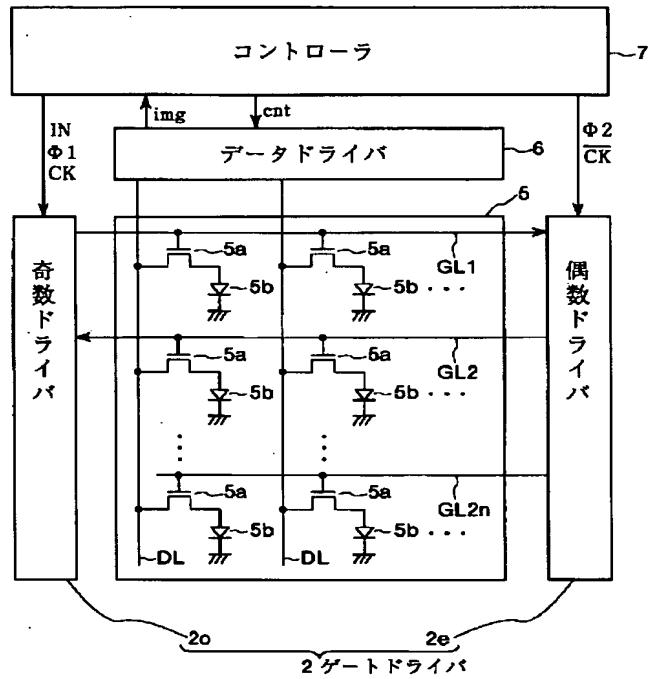 コントローラ
7
IN
Φ1
CK
img
cnt
Φ2
CK
データドライバ
6
5
奇数ドライバ
偶数ドライバ
5a
5a
GL1
5b
5b
・・・
5a
5a
GL2
5b
5b
・・・
5a
5a
GL2n
5b
5b
・・・
DL
DL
2o
2e
2 ゲートドライバ